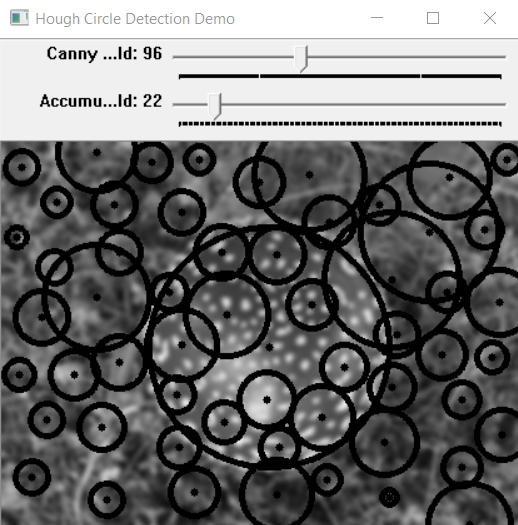 Hough Circle Detection Demo
Canny ...ld: 96
Accumu...ld: 22